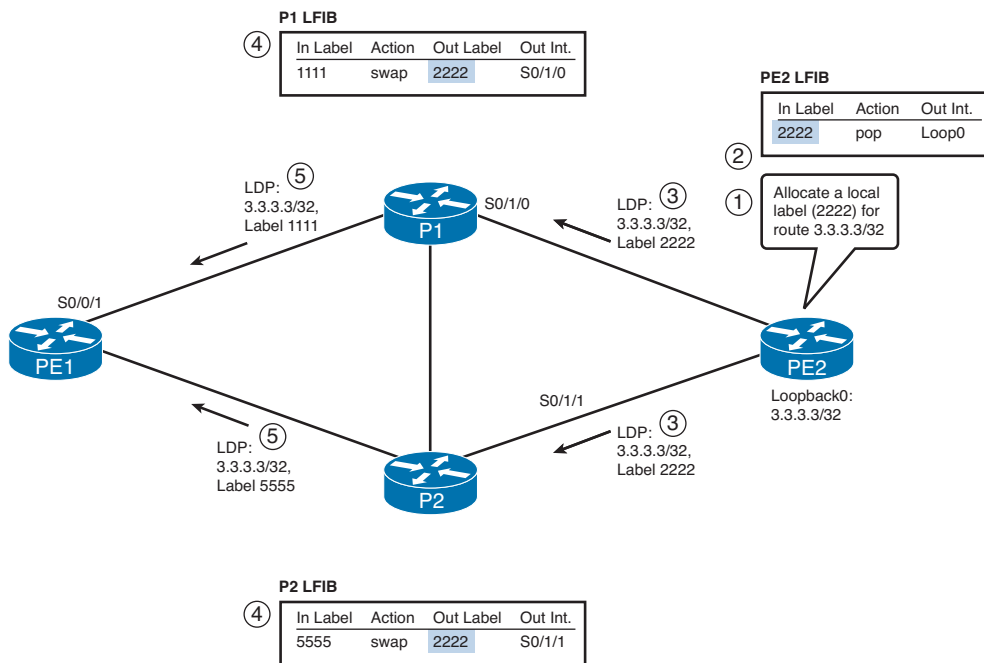 P1 LFIB
④
In Label Action Out Label Out Int.
1111 swap 2222 S0/1/0
PE2 LFIB
In Label Action Out Int.
2222 pop Loop0
②
①
Allocate a local
label (2222) for
route 3.3.3.3/32
LDP: ⑤
3.3.3.3/32,
Label 1111
S0/1/0
P1
LDP: ③
3.3.3.3/32,
Label 2222
S0/0/1
PE1
PE2
Loopback0:
3.3.3.3/32
LDP: ⑤
3.3.3.3/32,
Label 5555
S0/1/1
P2
LDP: ③
3.3.3.3/32,
Label 2222
P2 LFIB
④
In Label Action Out Label Out Int.
5555 swap 2222 S0/1/1